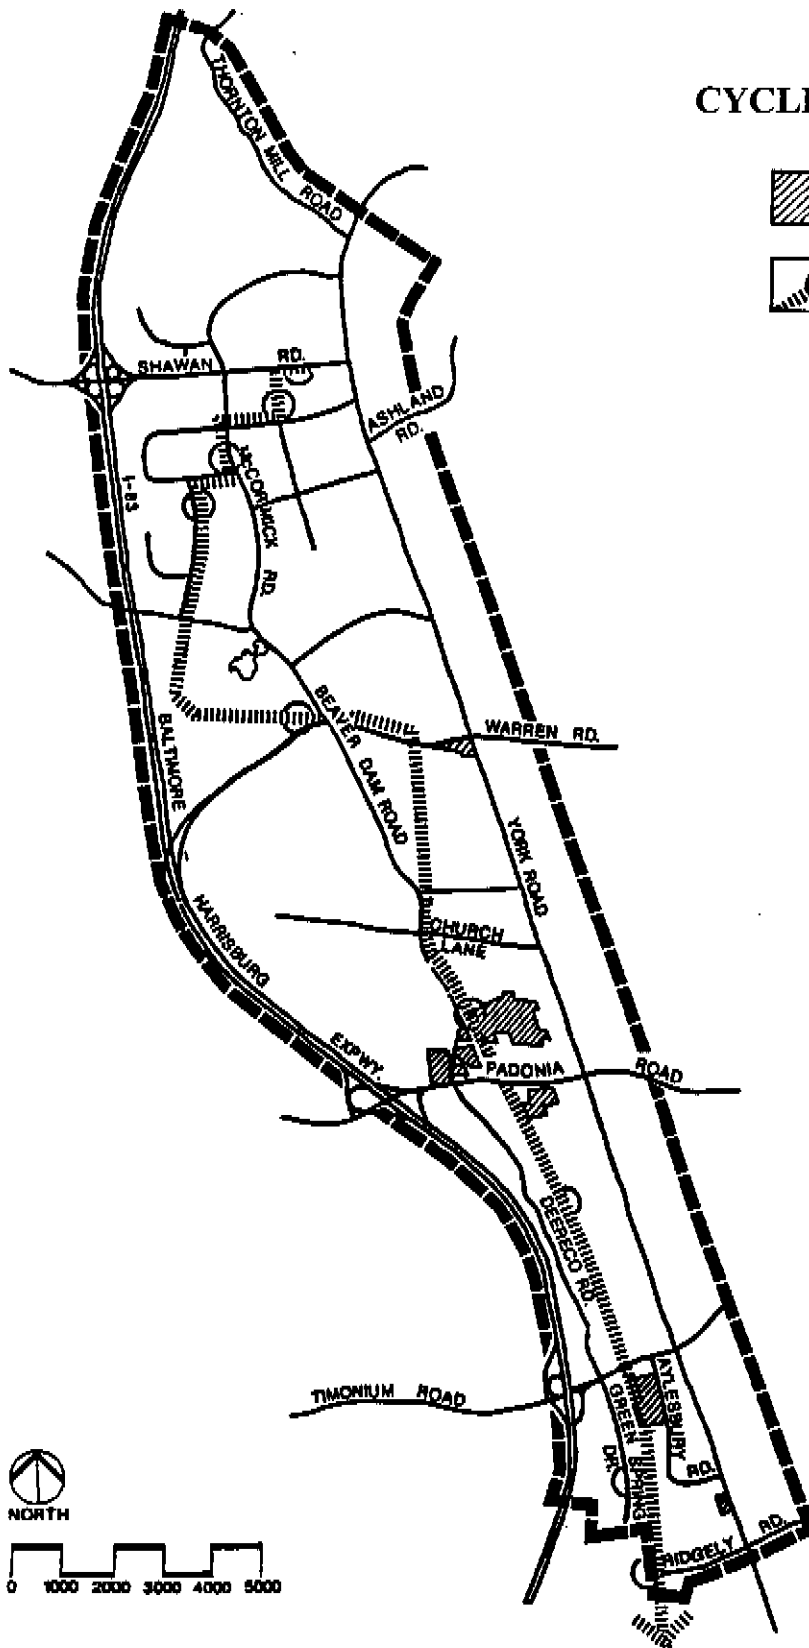 CYCLE
THORNTON MILL ROAD
SHAWAN RD.
ASHLAND
RD.
McCORMICK RD.
I-83
BALTIMORE
BEAVER DAM ROAD
WARREN RD.
YORK ROAD
HARRISBURG
CHURCH
LANE
EXPWY.
PADONIA ROAD
DEERECO RD.
TIMONIUM ROAD
AYLESBURY RD.
GREEN SPRING
DR.
RIDGELY RD.
NORTH
0 1000 2000 3000 4000 5000